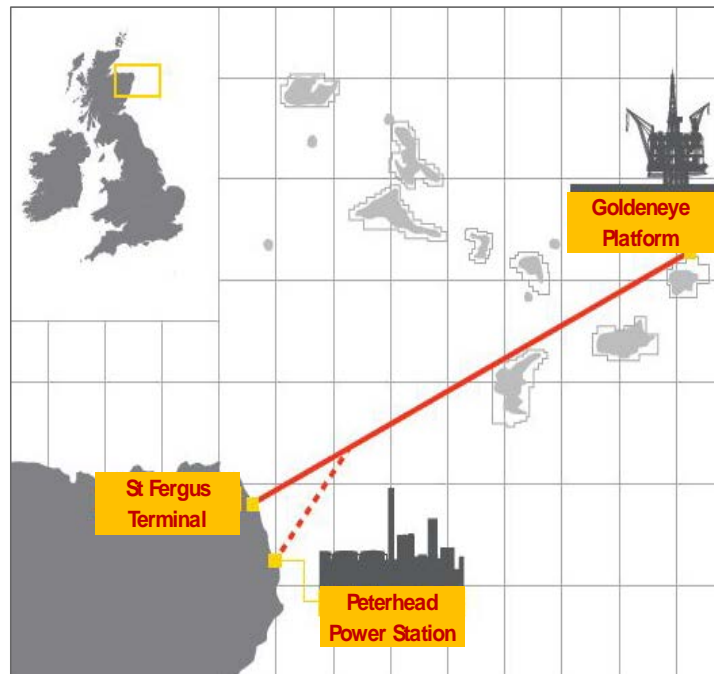 Goldeneye
Platform
St Fergus
Terminal
Peterhead
Power Station